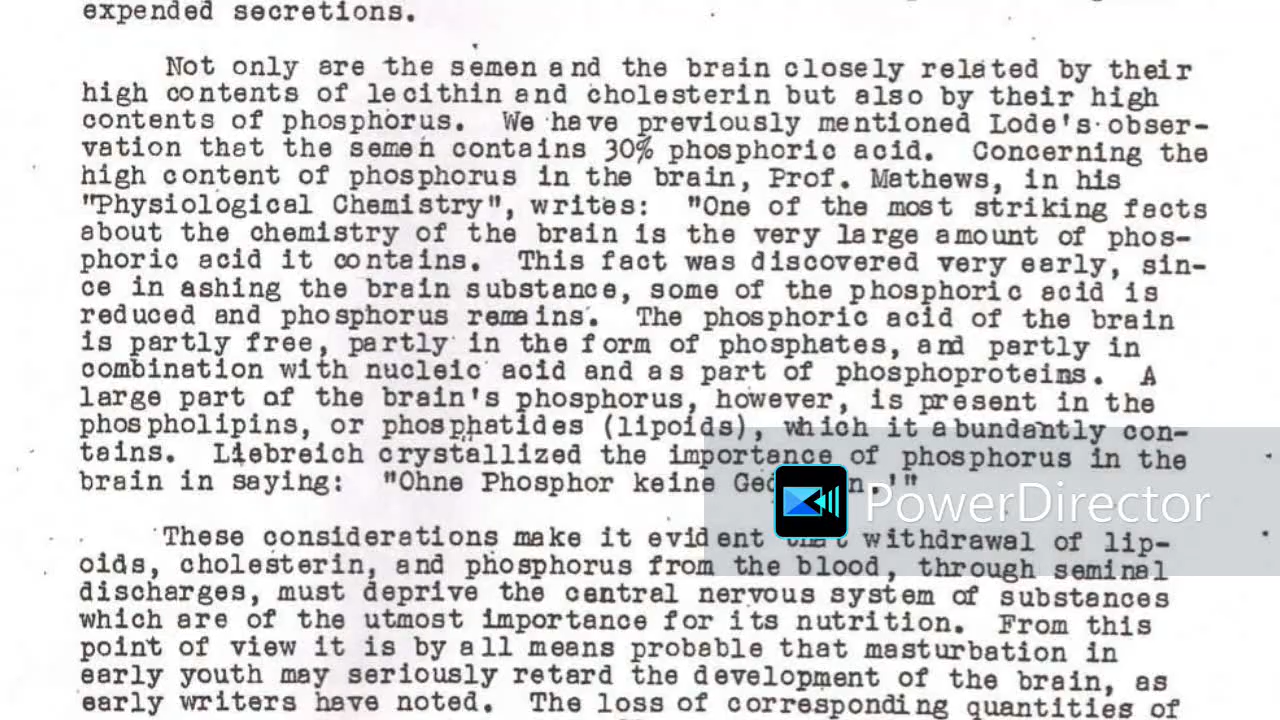 expended secretions.
Not only are the semen and the brain closely related by their
high contents of lecithin and cholesterin but also by their high
contents of phosphorus. We have previously mentioned Lode's obser-
vation that the semen contains 30% phosphoric acid. Concerning the
high content of phosphorus in the brain, Prof. Mathews, in his
"Physiological Chemistry", writes: "One of the most striking facts
about the chemistry of the brain is the very large amount of phos-
phoric acid it contains. This fact was discovered very early, sin-
ce in ashing the brain substance, some of the phosphoric acid is
reduced and phosphorus remains. The phosphoric acid of the brain
is partly free, partly in the form of phosphates, and partly in
combination with nucleic acid and as part of phosphoproteins. A
large part of the brain's phosphorus, however, is present in the
phospholipins, or phosphatides (lipoids), which it abundantly con-
tains. Liebreich crystallized the importance of phosphorus in the
brain in saying: "Ohne Phosphor keine
PowerDirector
These considerations make it evident that withdrawal of lip-
oids, cholesterin, and phosphorus from the blood, through seminal
discharges, must deprive the central nervous system of substances
which are of the utmost importance for its nutrition. From this
point of view it is by all means probable that masturbation in
early youth may seriously retard the development of the brain, as
early writers have noted. The loss of corresponding quantities of